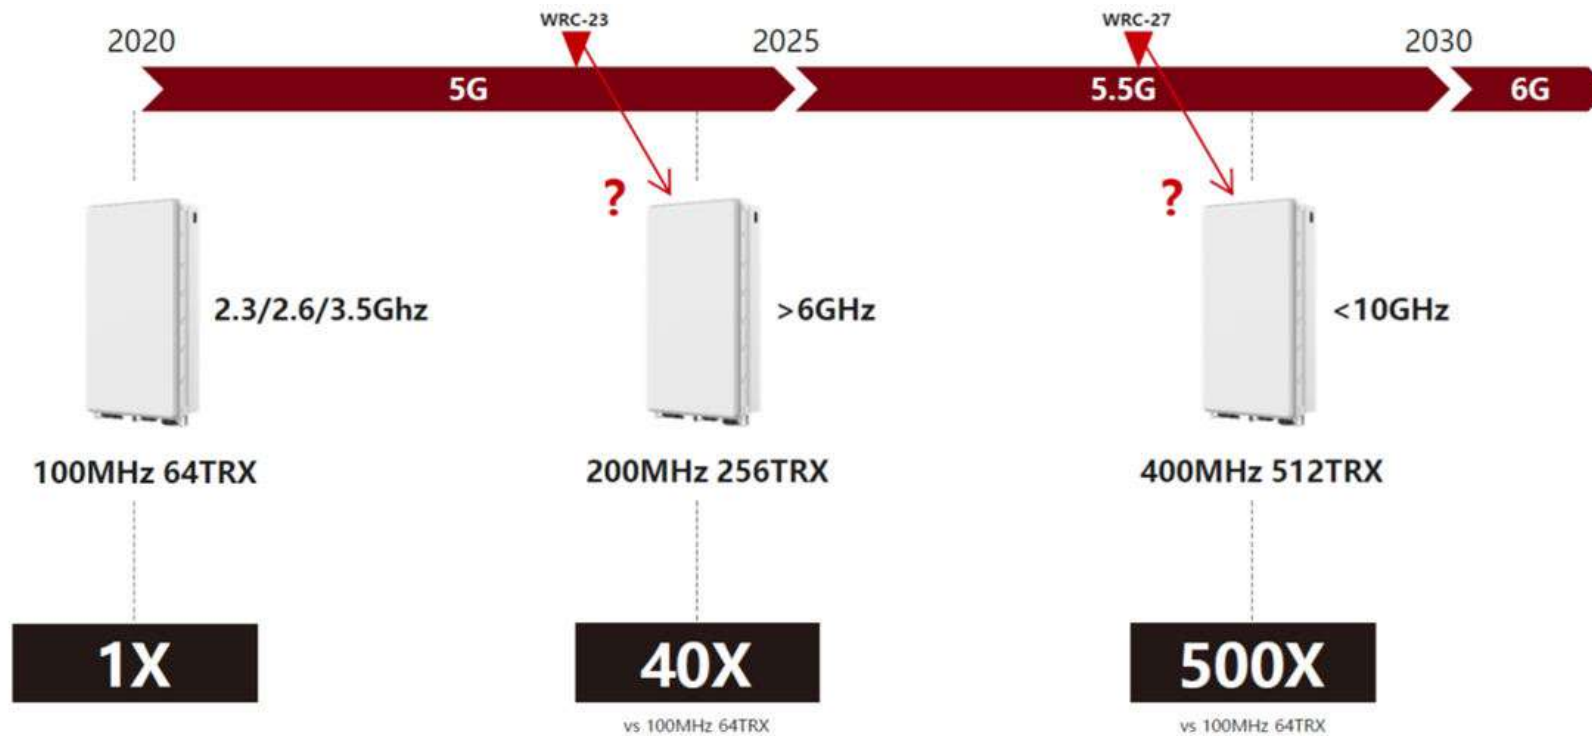 WRC-23
WRC-27
2020
2025
2030
5G
5.5G
6G
?
?
2.3/2.6/3.5Ghz
>6GHz
<10GHz
100MHz 64TRX
200MHz 256TRX
400MHz 512TRX
1X
40X
500X
vs 100MHz 64TRX
vs 100MHz 64TRX